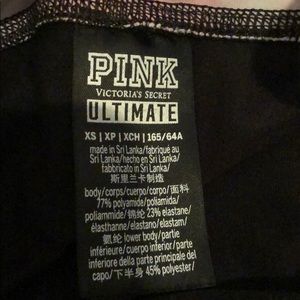 PINK
VICTORIA'S SECRET
ULTIMATE
XS | XP | XCH | 165/64A
made in Sri Lanka/fabriqué au
Sri Lanka/hecho en Sri Lanka/
fabbricato in Sri Lanka/
斯里兰卡制造
body/corps/cuerpo/corpo/面料
77% polyamide/poliamida/
poliammide/锦纶 23% elastane/
élasthanne/elastano/elastam/
氨纶 lower body/partie
inférieure/cuerpo inferior/parte
inferiore della parte principale del
capo/下半身 45% polyester/